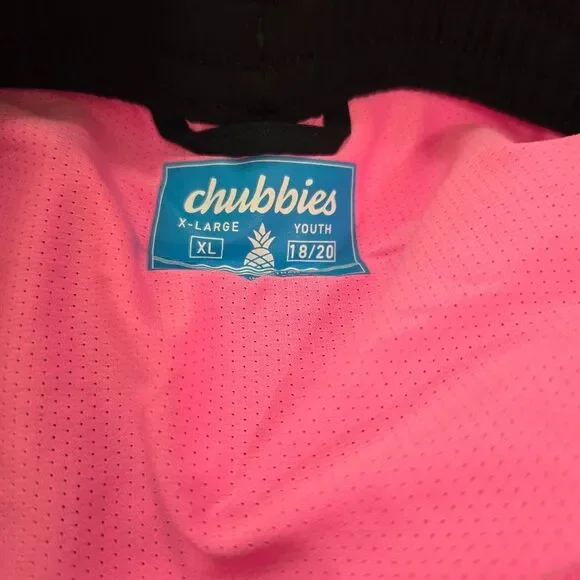 chubbies
X-LARGE YOUTH
XL 18/20